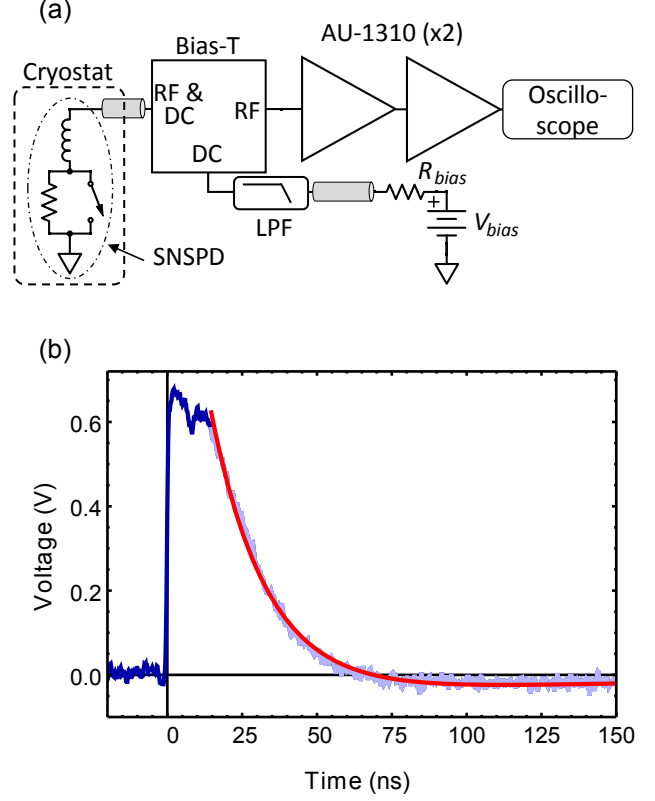 (a)
AU-1310 (x2)
Bias-T
Cryostat
RF &
DC
RF
DC
Oscillo-
scope
R_bias
+
LPF
V_bias
SNSPD
(b)
Voltage (V)
0.6
0.4
0.2
0.0
0 25 50 75 100 125 150
Time (ns)